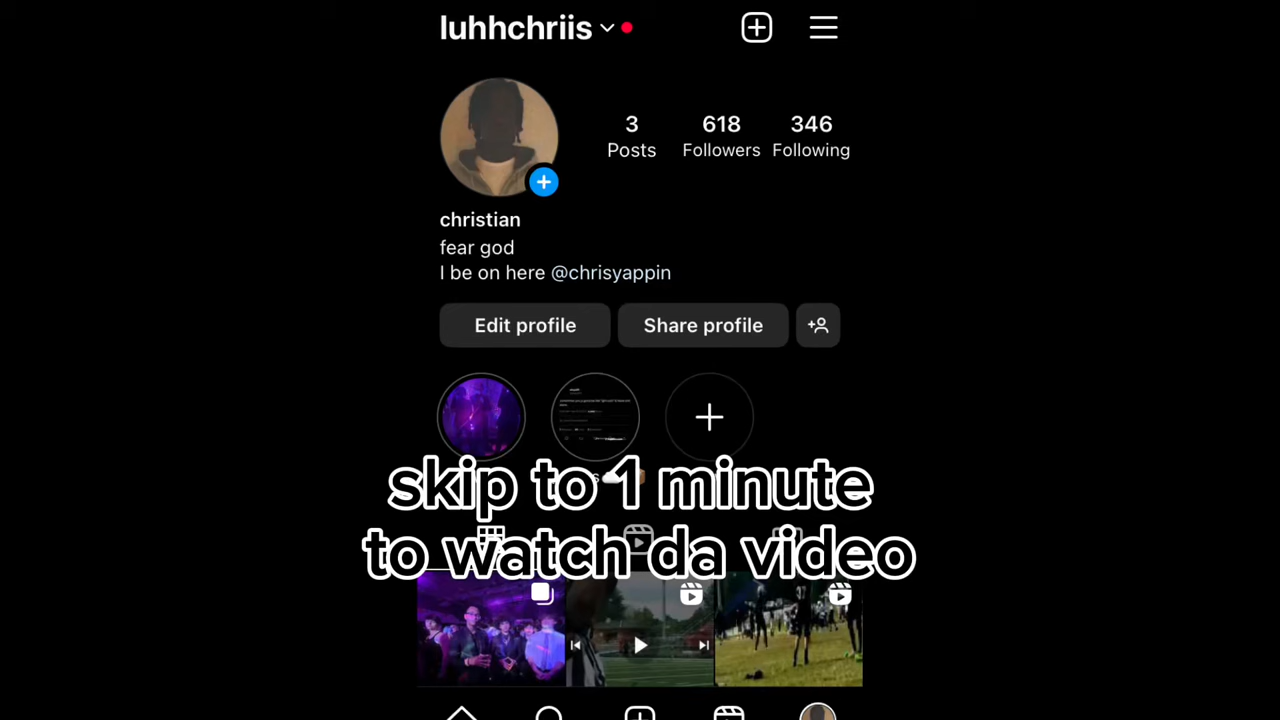 luhhchriis
3 618 346
Posts Followers Following
christian
fear god
I be on here @chrisyappin
Edit profile Share profile
skip to 1 minute
to watch da video